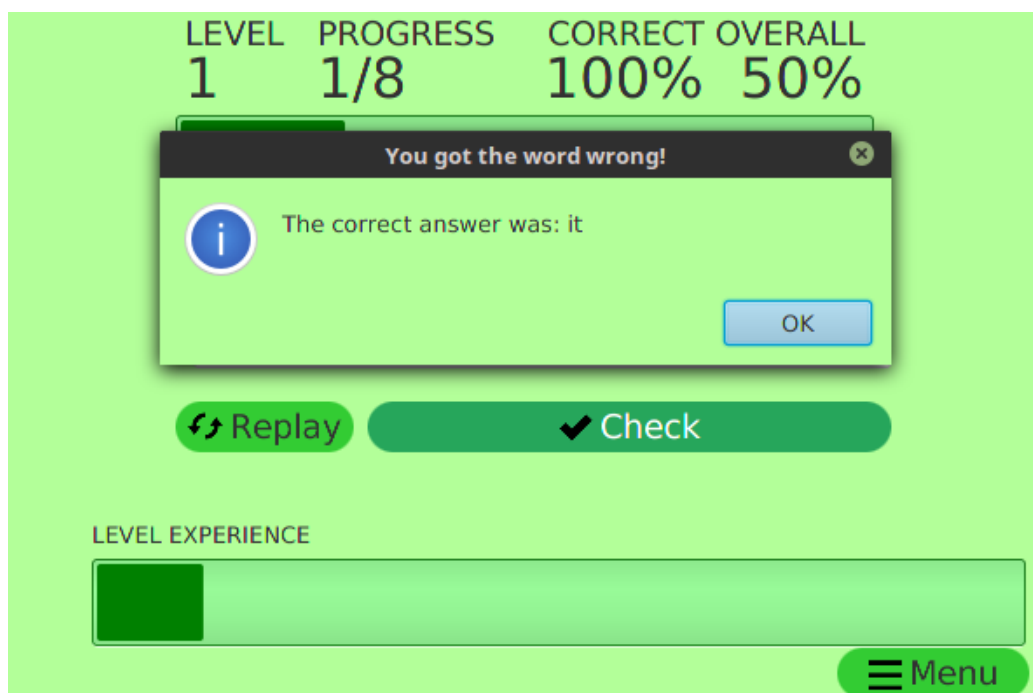 LEVEL PROGRESS CORRECT OVERALL
1 1/8 100% 50%
You got the word wrong!
The correct answer was: it
OK
Replay Check
LEVEL EXPERIENCE
Menu